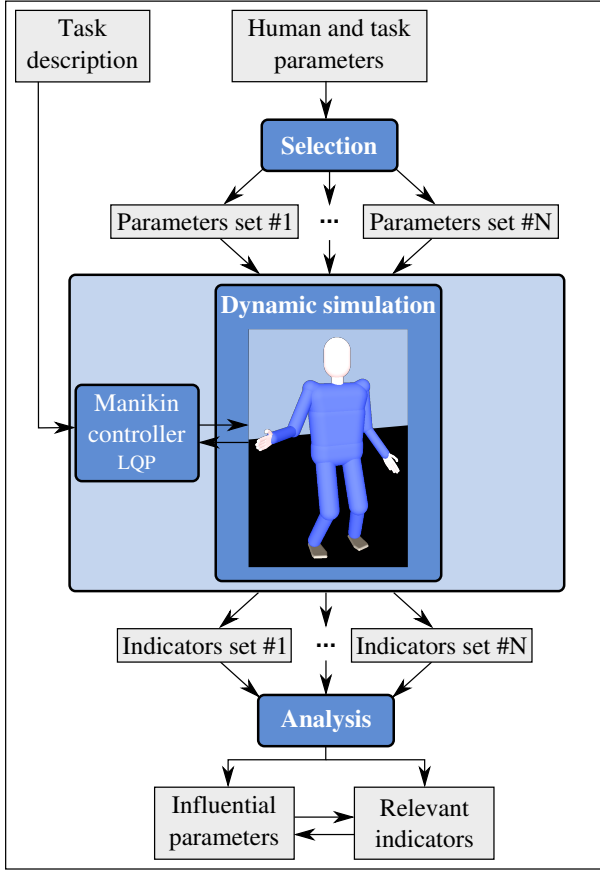 Task
description
Human and task
parameters
Selection
Parameters set #1
...
Parameters set #N
Dynamic simulation
Manikin
controller
LQP
Indicators set #1
...
Indicators set #N
Analysis
Influential
parameters
Relevant
indicators